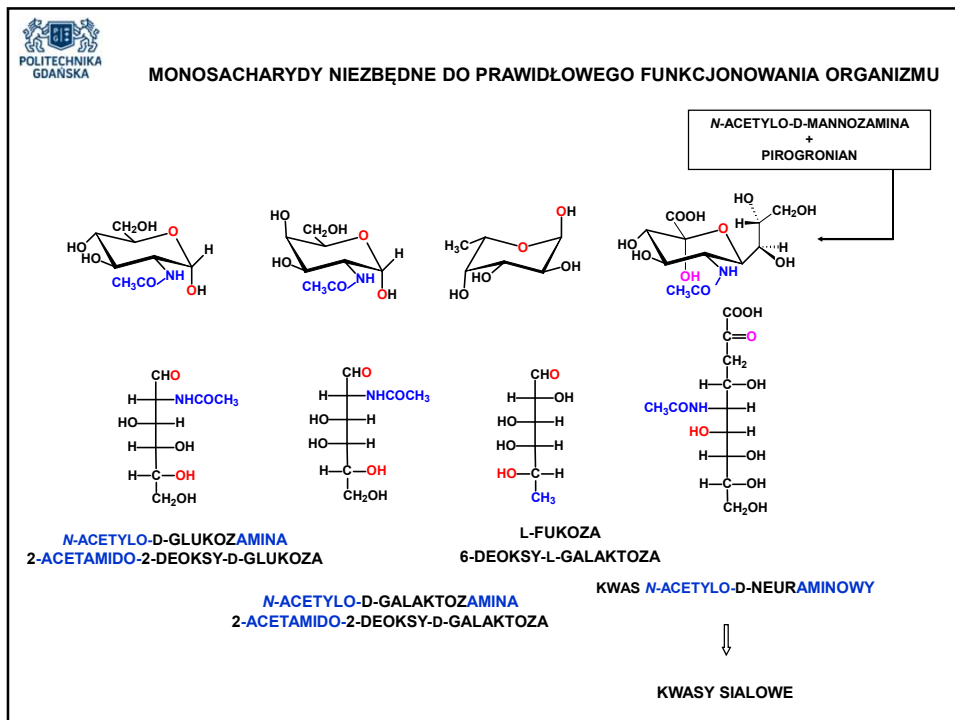 POLITECHNIKA
GDAŃSKA
MONOSACHARYDY NIEZBĘDNE DO PRAWIDŁOWEGO FUNKCJONOWANIA ORGANIZMU
N-ACETYLO-D-MANNOZAMINA
+
PIROGRONIAN
CH2OH
HO
O
H
HO
NH
CH3CO
OH
HO
CH2OH
O
H
HO
NH
CH3CO
OH
OH
H3C
O
HO
OH
HO
HO
CH2OH
COOH
H
O
HO
H
HO
HO
OH
NH
CH3CO
CHO
H
NHCOCH3
HO
H
H
OH
H
C
OH
CH2OH
CHO
H
NHCOCH3
HO
H
HO
H
H
C
OH
CH2OH
CHO
H
OH
HO
H
HO
H
HO
C
H
CH3
COOH
C=O
CH2
H
C
OH
CH3CONH
H
HO
H
H
OH
H
C
OH
CH2OH
N-ACETYLO-D-GLUKOZAMINA
2-ACETAMIDO-2-DEOKSY-D-GLUKOZA
L-FUKOZA
6-DEOKSY-L-GALAKTOZA
N-ACETYLO-D-GALAKTOZAMINA
2-ACETAMIDO-2-DEOKSY-D-GALAKTOZA
KWAS N-ACETYLO-D-NEURAMINOWY
KWASY SIALOWE